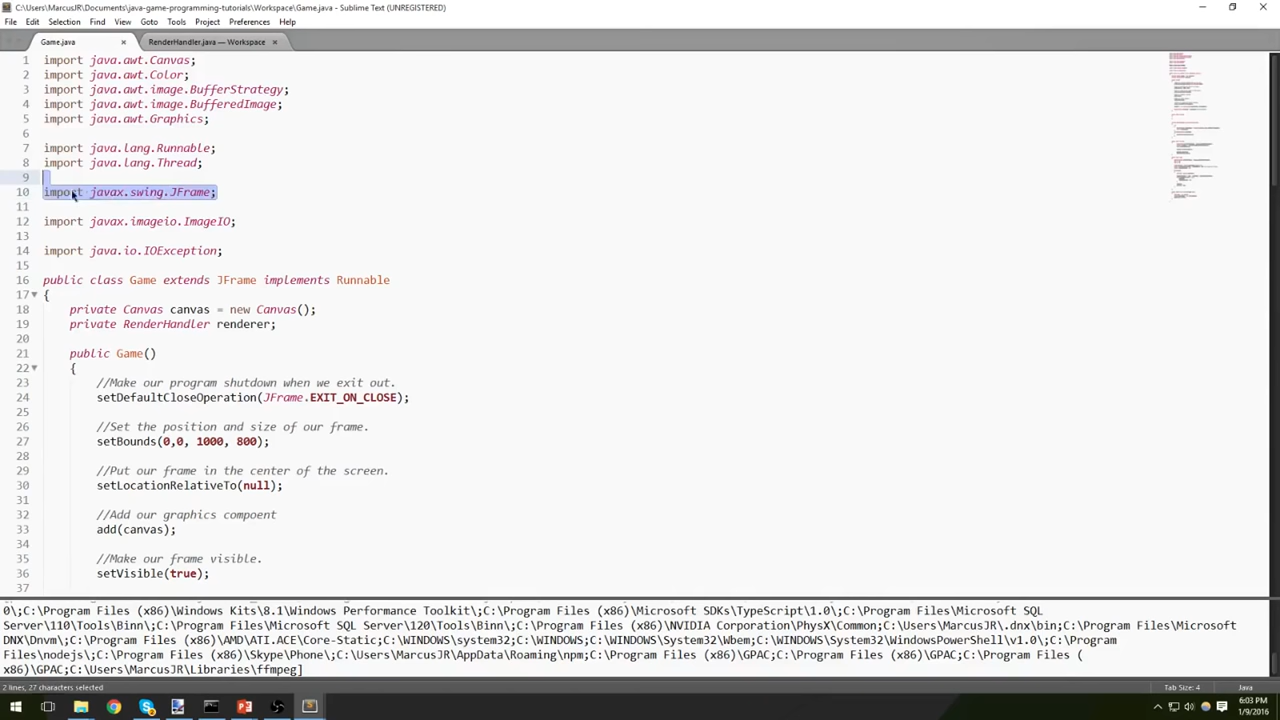 C:\Users\MarcusJR\Documents\java-game-programming-tutorials\Workspace\Game.java - Sublime Text (UNREGISTERED)
File Edit Selection Find View Goto Tools Project Preferences Help
Game.java × RenderHandler.java — Workspace ×
1 import java.awt.Canvas;
2 import java.awt.Color;
3 import java.awt.image.BufferStrategy;
4 import java.awt.image.BufferedImage;
5 import java.awt.Graphics;
6
7 import java.lang.Runnable;
8 import java.lang.Thread;
9
10 import javax.swing.JFrame;
11
12 import javax.imageio.ImageIO;
13
14 import java.io.IOException;
15
16 public class Game extends JFrame implements Runnable
17 {
18 private Canvas canvas = new Canvas();
19 private RenderHandler renderer;
20
21 public Game()
22 {
23 //Make our program shutdown when we exit out.
24 setDefaultCloseOperation(JFrame.EXIT_ON_CLOSE);
25
26 //Set the position and size of our frame.
27 setBounds(0,0, 1000, 800);
28
29 //Put our frame in the center of the screen.
30 setLocationRelativeTo(null);
31
32 //Add our graphics compoent
33 add(canvas);
34
35 //Make our frame visible.
36 setVisible(true);
37
0\;C:\Program Files (x86)\Windows Kits\8.1\Windows Performance Toolkit\;C:\Program Files (x86)\Microsoft SDKs\TypeScript\1.0\;C:\Program Files\Microsoft SQL
Server\110\Tools\Binn\;C:\Program Files\Microsoft SQL Server\120\Tools\Binn\;C:\Program Files (x86)\NVIDIA Corporation\PhysX\Common;C:\Users\MarcusJR\.dnx\bin;C:\Program Files\Microsoft
DNX\Dnvm\;C:\Program Files (x86)\AMD\ATI.ACE\Core-Static;C:\WINDOWS\system32;C:\WINDOWS;C:\WINDOWS\System32\Wbem;C:\WINDOWS\System32\WindowsPowerShell\v1.0\;C:\Program
Files\nodejs\;C:\Program Files (x86)\Skype\Phone\;C:\Users\MarcusJR\AppData\Roaming\npm;C:\Program Files (x86)\GPAC;C:\Program Files (x86)\GPAC;C:\Program Files (
x86)\GPAC;C:\Users\MarcusJR\Libraries\ffmpeg]
2 lines, 27 characters selected Tab Size: 4 Java
6:03 PM
1/9/2016